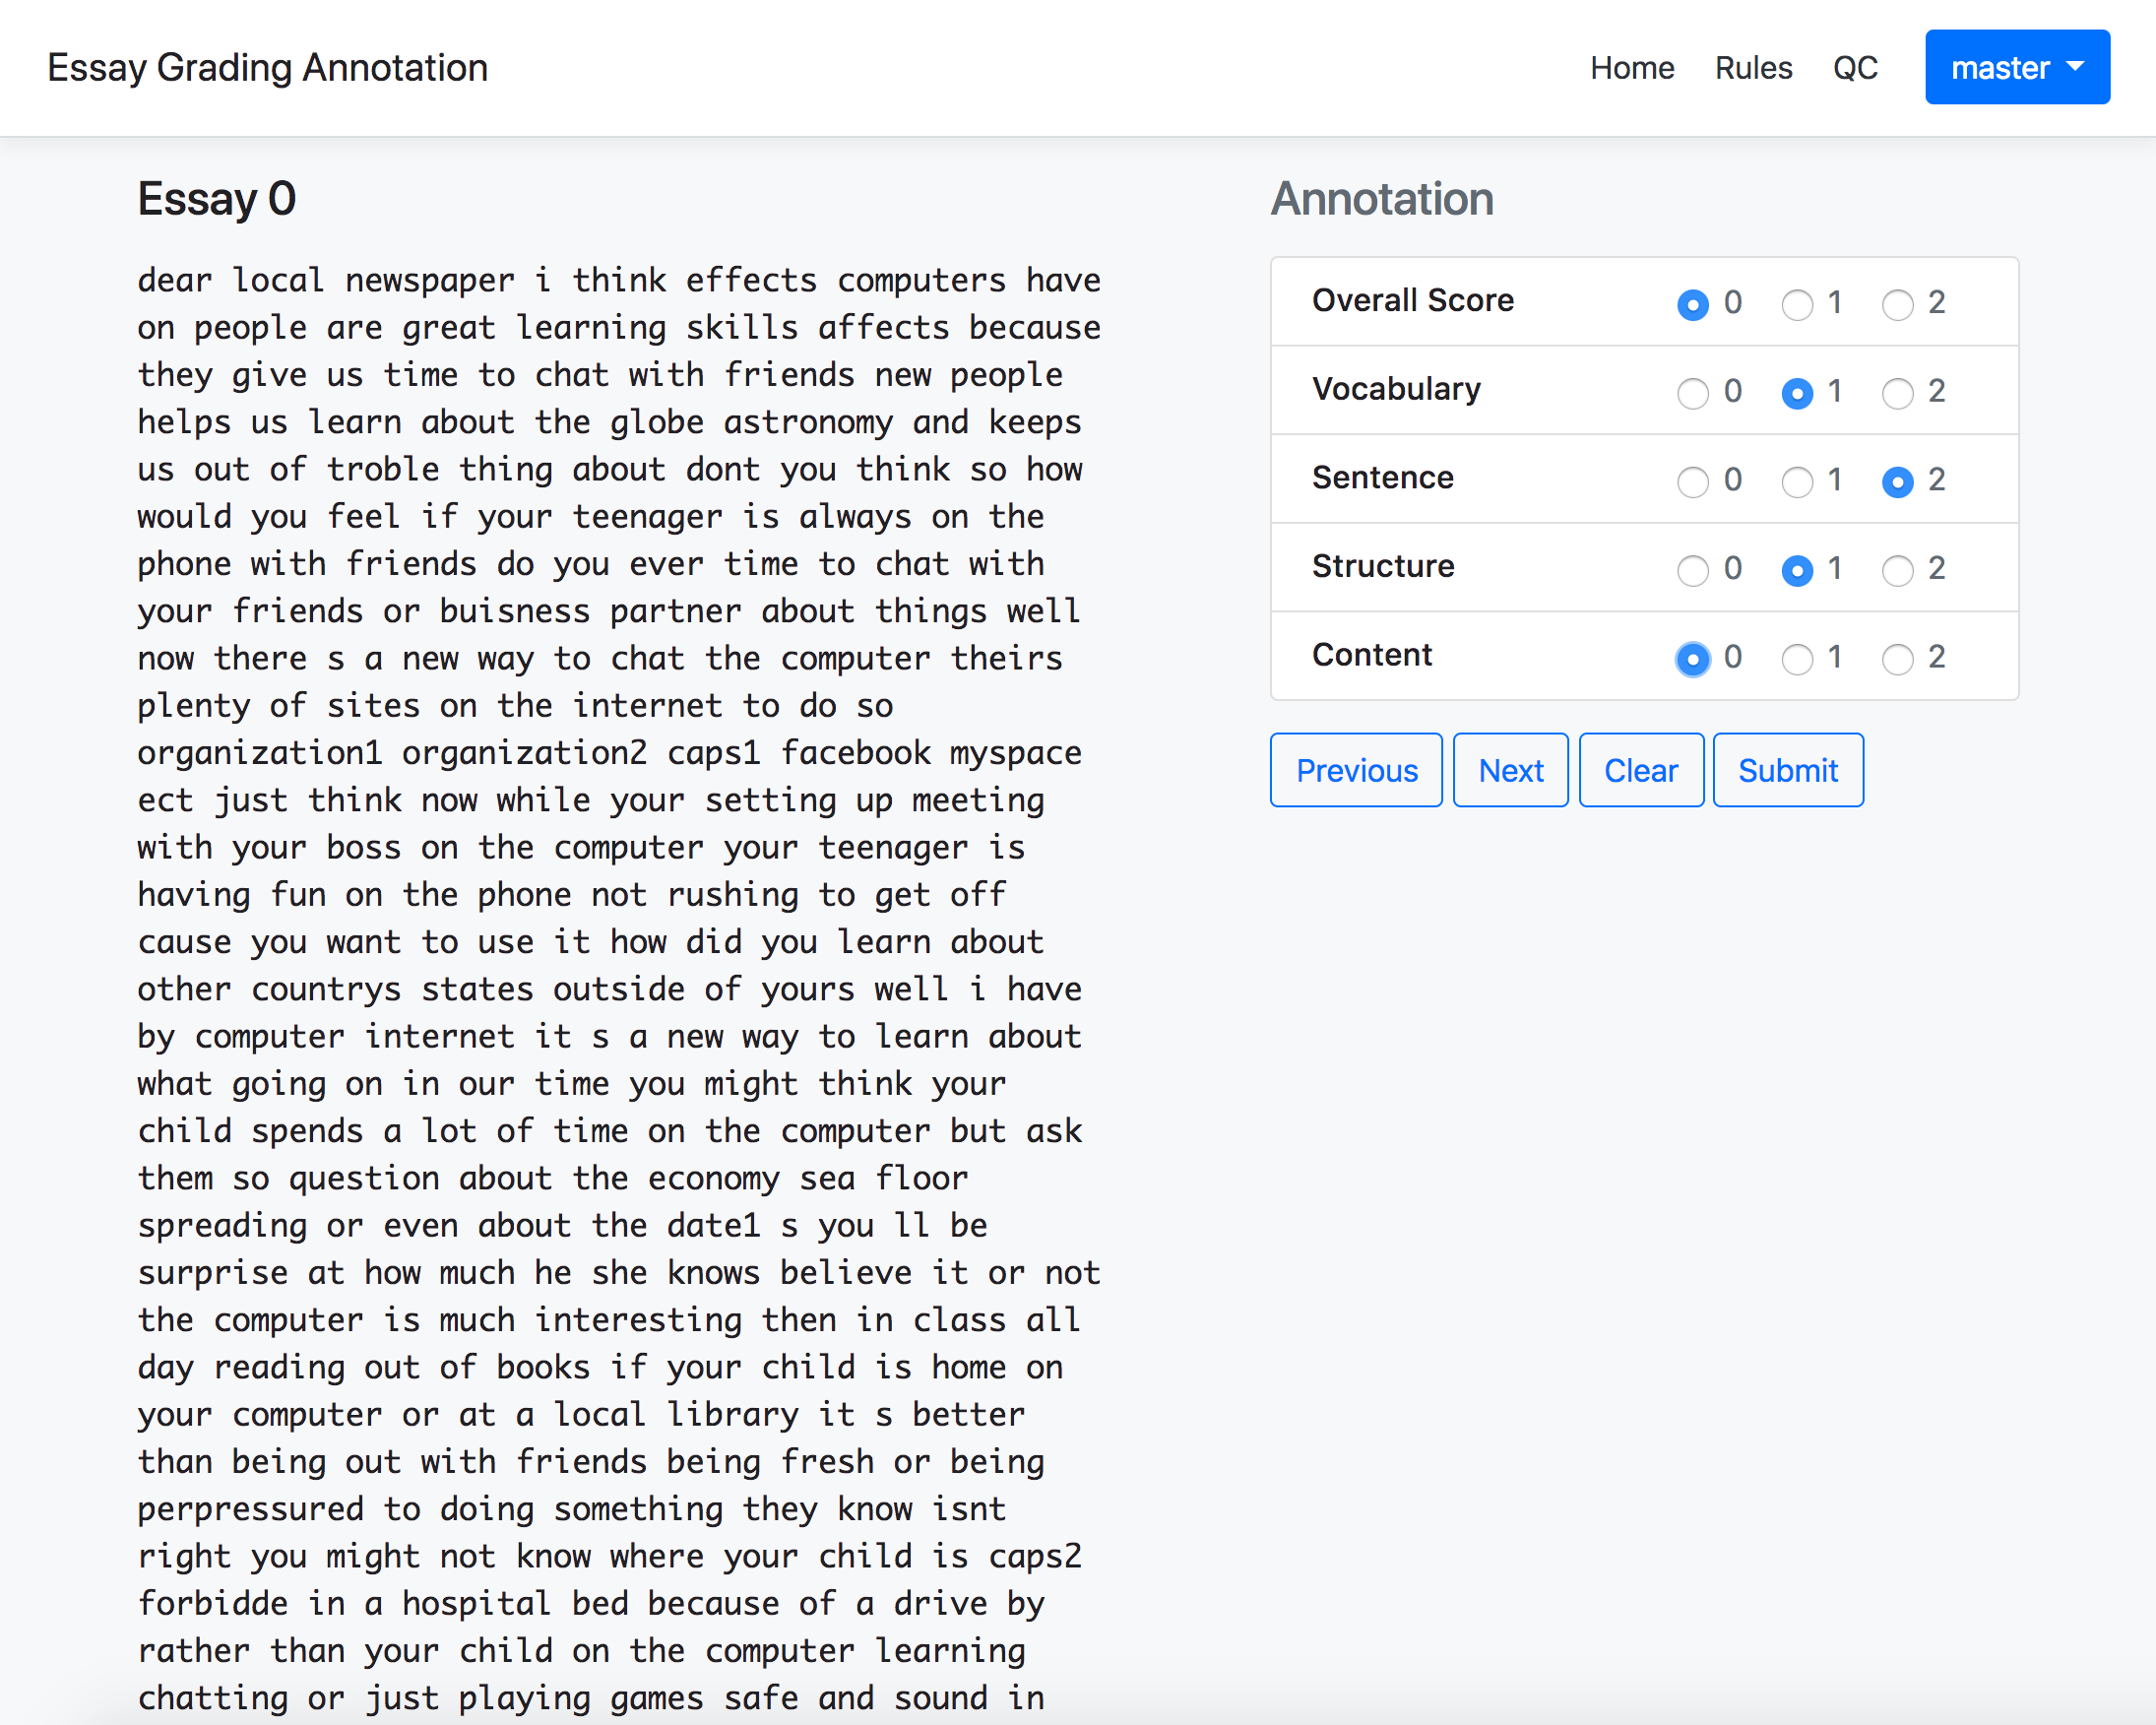 Essay Grading Annotation
Home Rules QC master
Essay 0
dear local newspaper i think effects computers have
on people are great learning skills affects because
they give us time to chat with friends new people
helps us learn about the globe astronomy and keeps
us out of troble thing about dont you think so how
would you feel if your teenager is always on the
phone with friends do you ever time to chat with
your friends or buisness partner about things well
now there s a new way to chat the computer theirs
plenty of sites on the internet to do so
organization1 organization2 caps1 facebook myspace
ect just think now while your setting up meeting
with your boss on the computer your teenager is
having fun on the phone not rushing to get off
cause you want to use it how did you learn about
other countrys states outside of yours well i have
by computer internet it s a new way to learn about
what going on in our time you might think your
child spends a lot of time on the computer but ask
them so question about the economy sea floor
spreading or even about the date1 s you ll be
surprise at how much he she knows believe it or not
the computer is much interesting then in class all
day reading out of books if your child is home on
your computer or at a local library it s better
than being out with friends being fresh or being
perpressured to doing something they know isnt
right you might not know where your child is caps2
forbidde in a hospital bed because of a drive by
rather than your child on the computer learning
chatting or just playing games safe and sound in
Annotation
Overall Score 0 1 2
Vocabulary 0 1 2
Sentence 0 1 2
Structure 0 1 2
Content 0 1 2
Previous Next Clear Submit